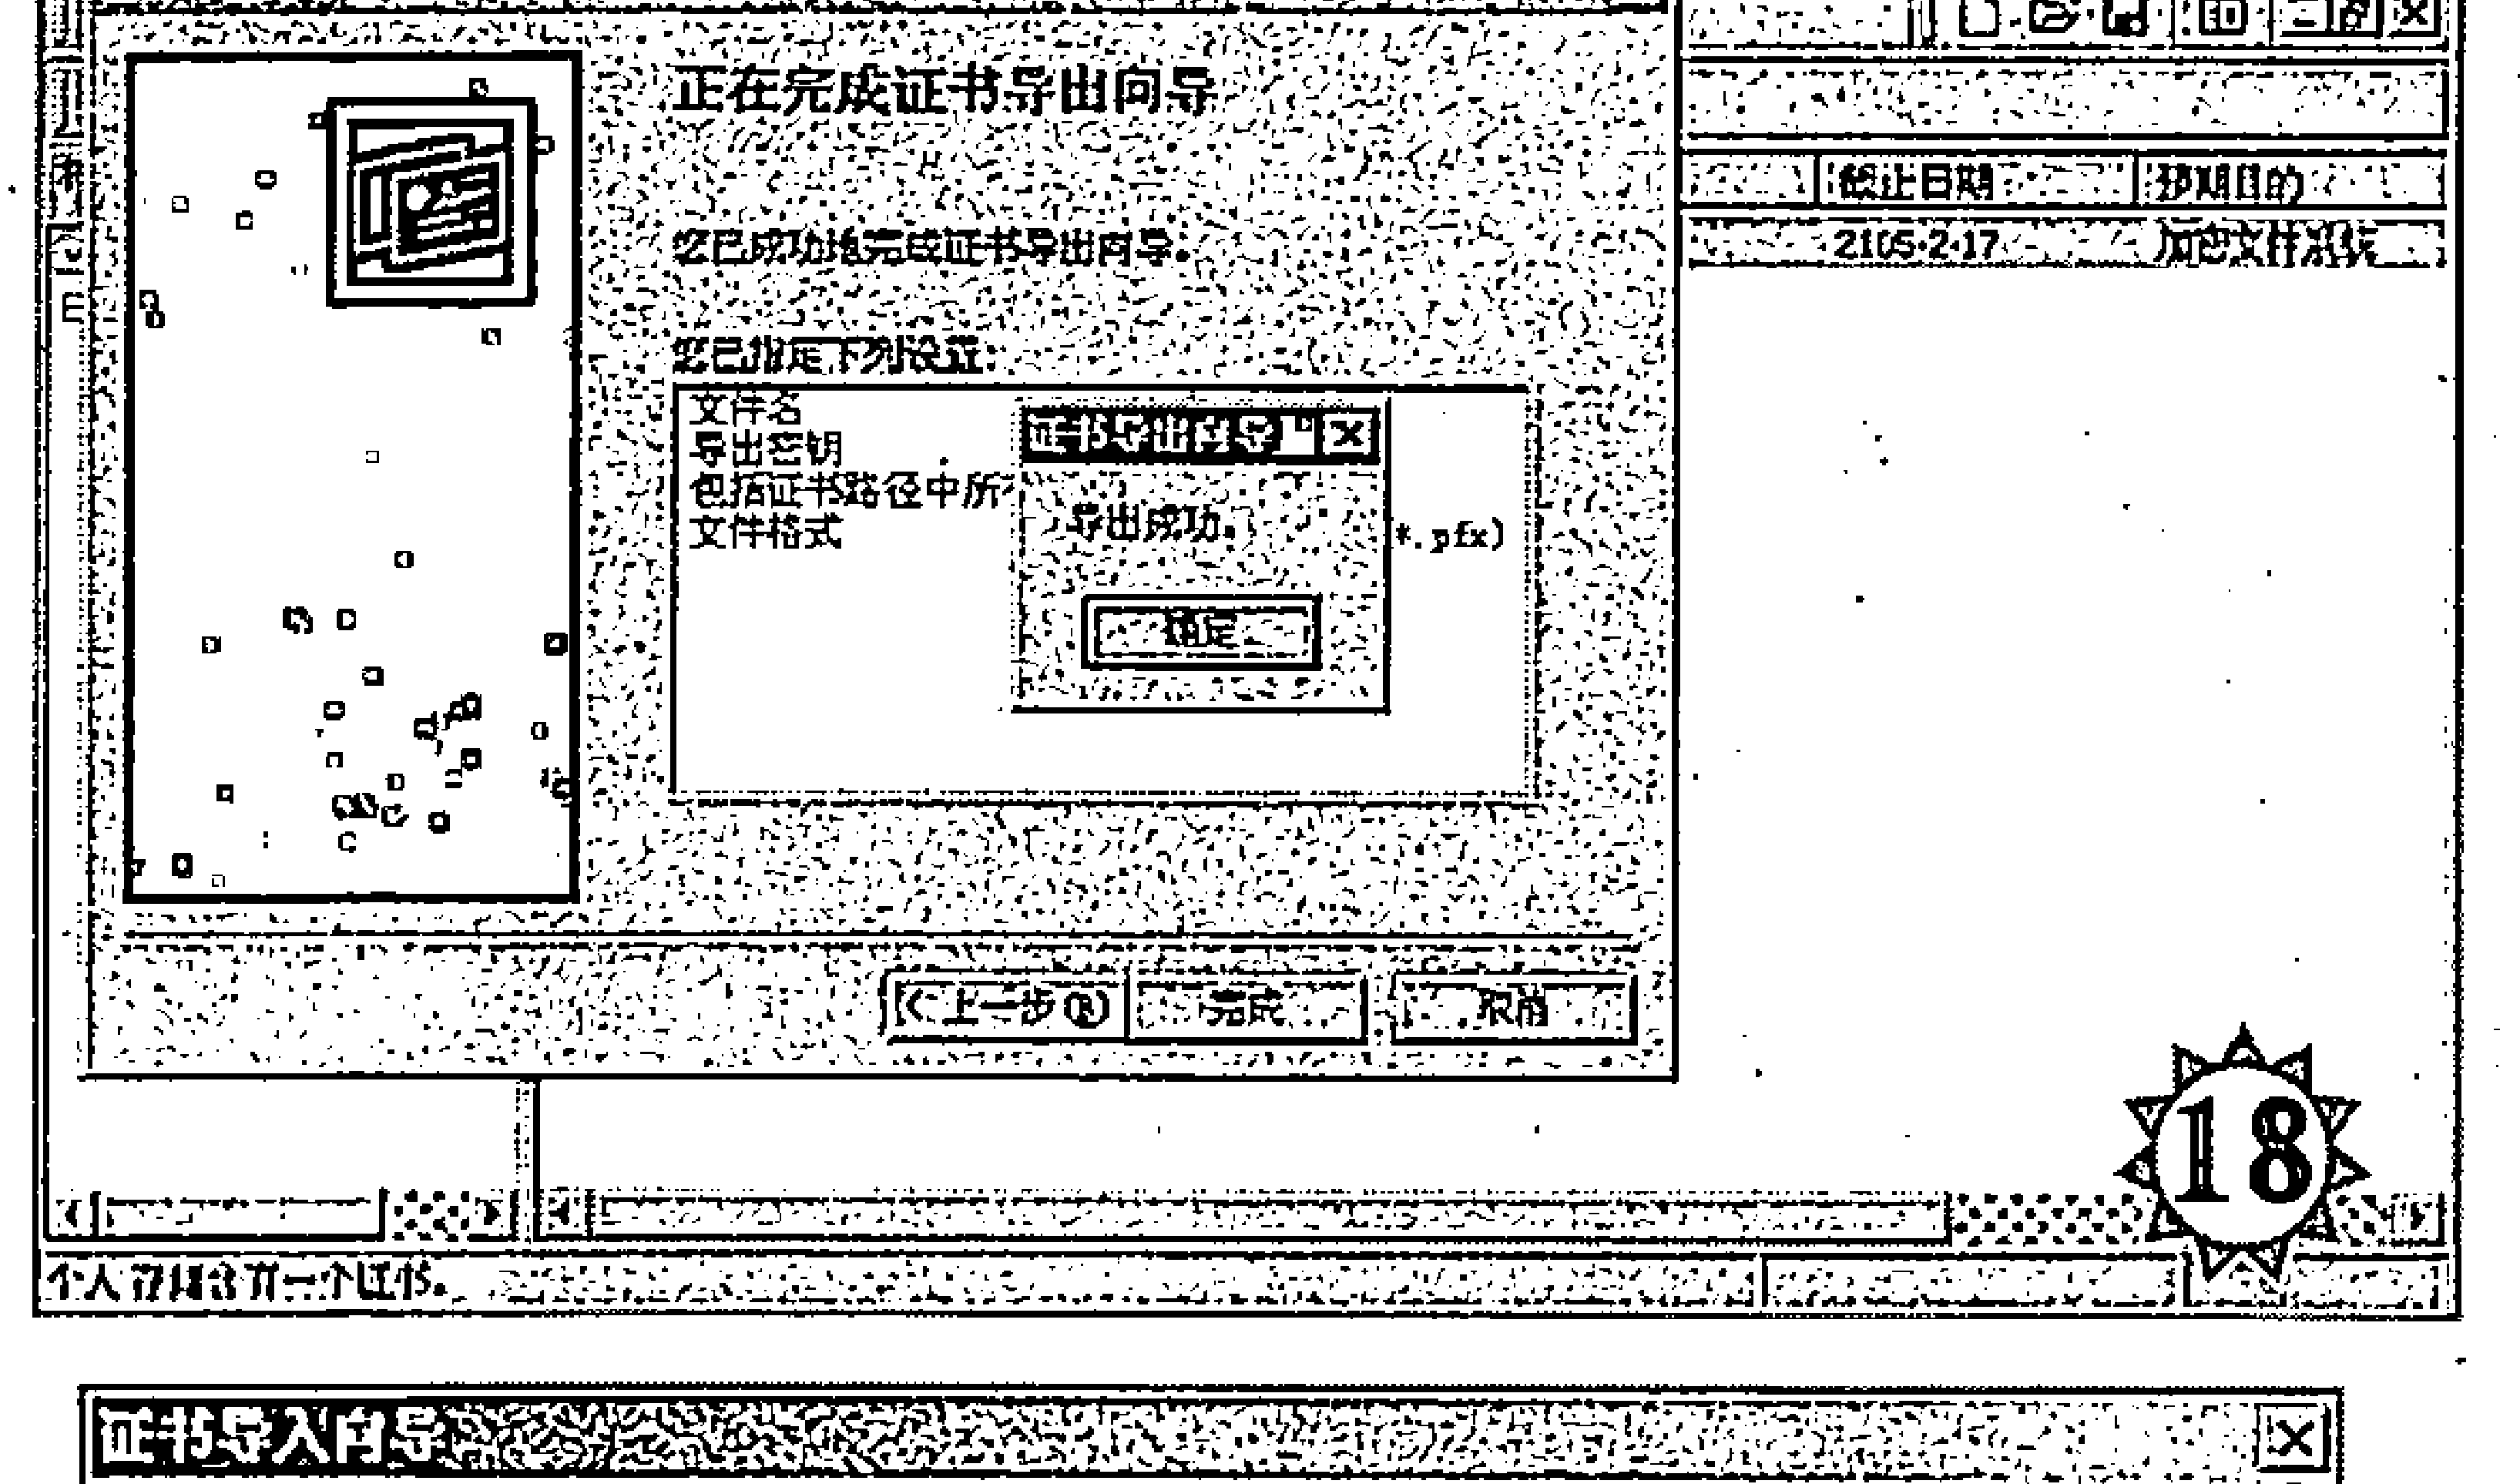 正在完成证书导出向导
截止日期 预期目的
2105-2-17 加密文件系统
您已成功地完成证书导出向导。
您已指定下列设置:
文件名
导出密钥
包括证书路径中所
文件格式 *.pfx)
证书导出向导
导出成功。
确定
< 上一步(B) 完成 取消
18
个人 存储含有一个证书。
证书导入向导